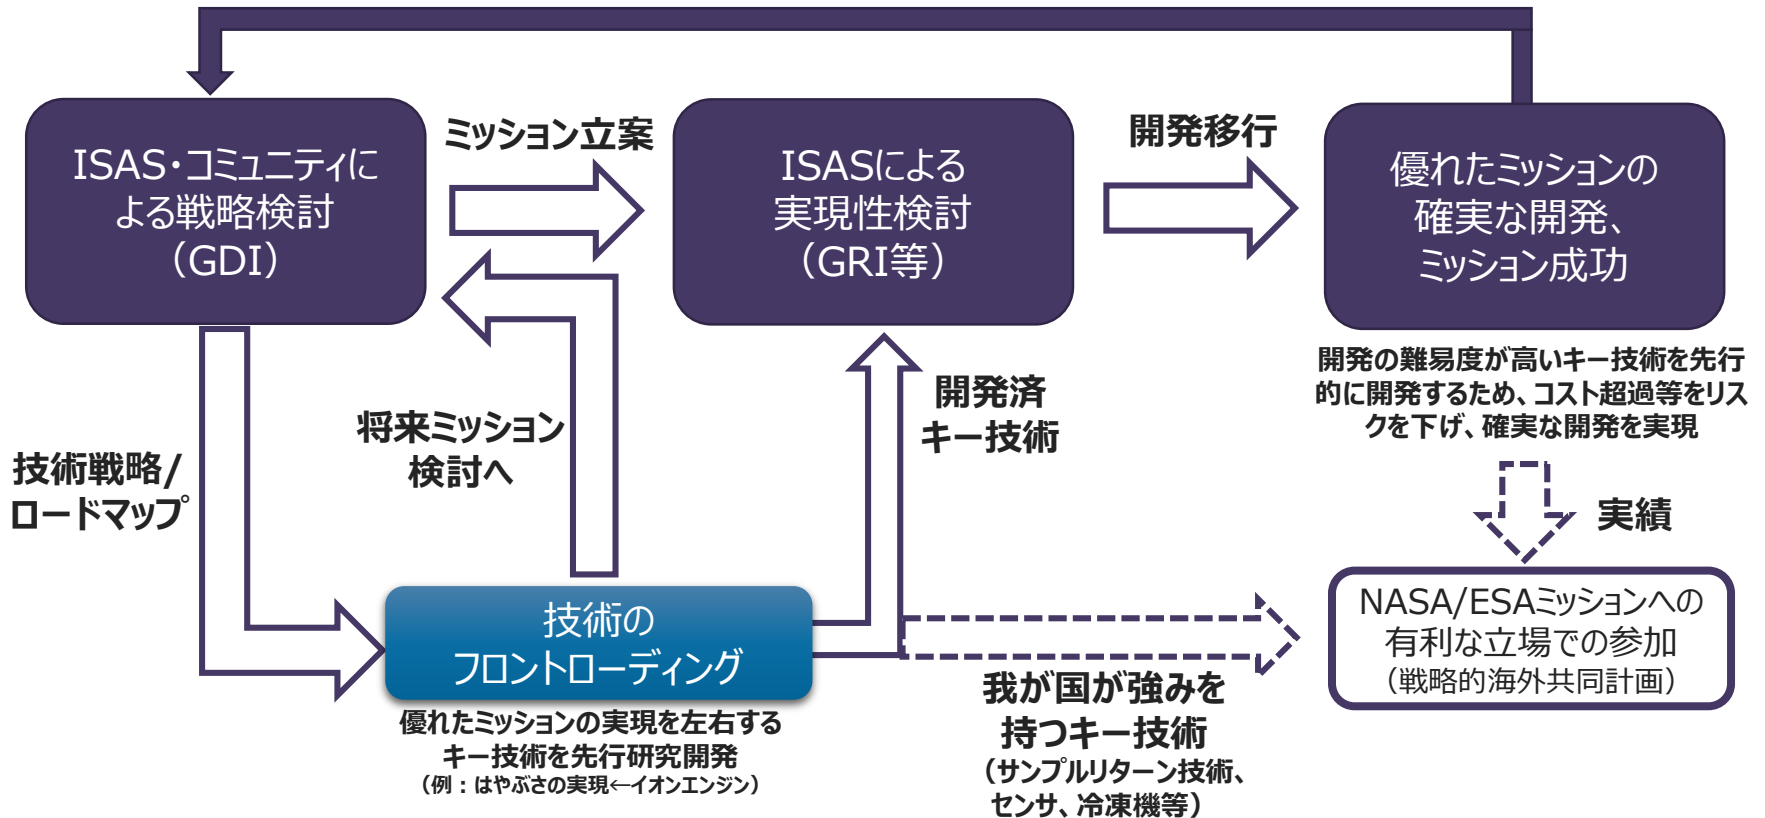 ISAS・コミュニティに
よる戦略検討
（GDI）
ミッション立案
ISASによる
実現性検討
（GRI等）
開発移行
優れたミッションの
確実な開発、
ミッション成功
開発の難易度が高いキー技術を先行
的に開発するため、コスト超過等をリス
クを下げ、確実な開発を実現
技術戦略/
ロードマップ
将来ミッション
検討へ
開発済
キー技術
実績
技術の
フロントローディング
優れたミッションの実現を左右する
キー技術を先行研究開発
（例：はやぶさの実現←イオンエンジン）
我が国が強みを
持つキー技術
（サンプルリターン技術、
センサ、冷凍機等）
NASA/ESAミッションへの
有利な立場での参加
（戦略的海外共同計画）